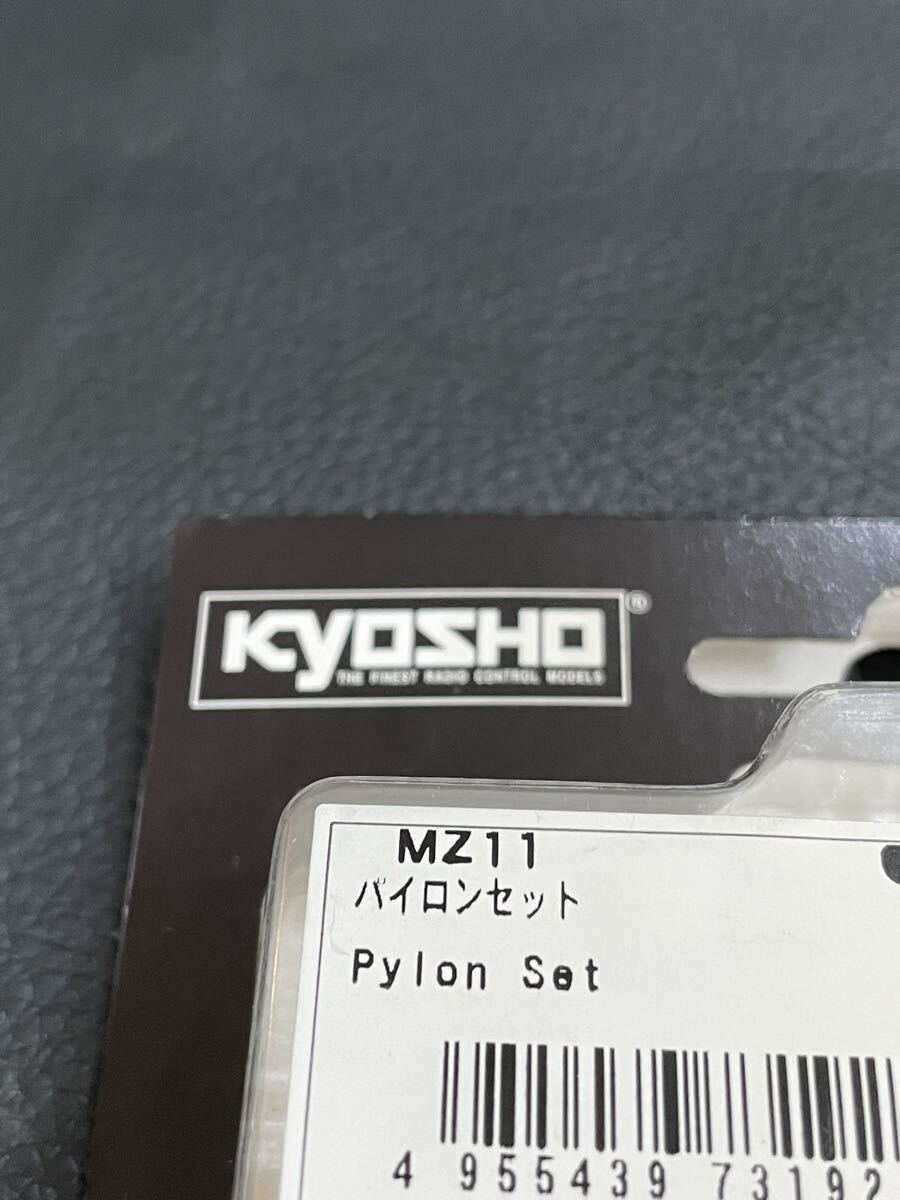 KYOSHO®
THE FINEST RADIO CONTROL MODELS
MZ11
パイロンセット
Pylon Set
4 955439 73192